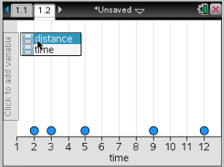 1.1 1.2 *Unsaved
distance
time
Click to add variable
1 2 3 4 5 6 7 8 9 10 11 12 13
time